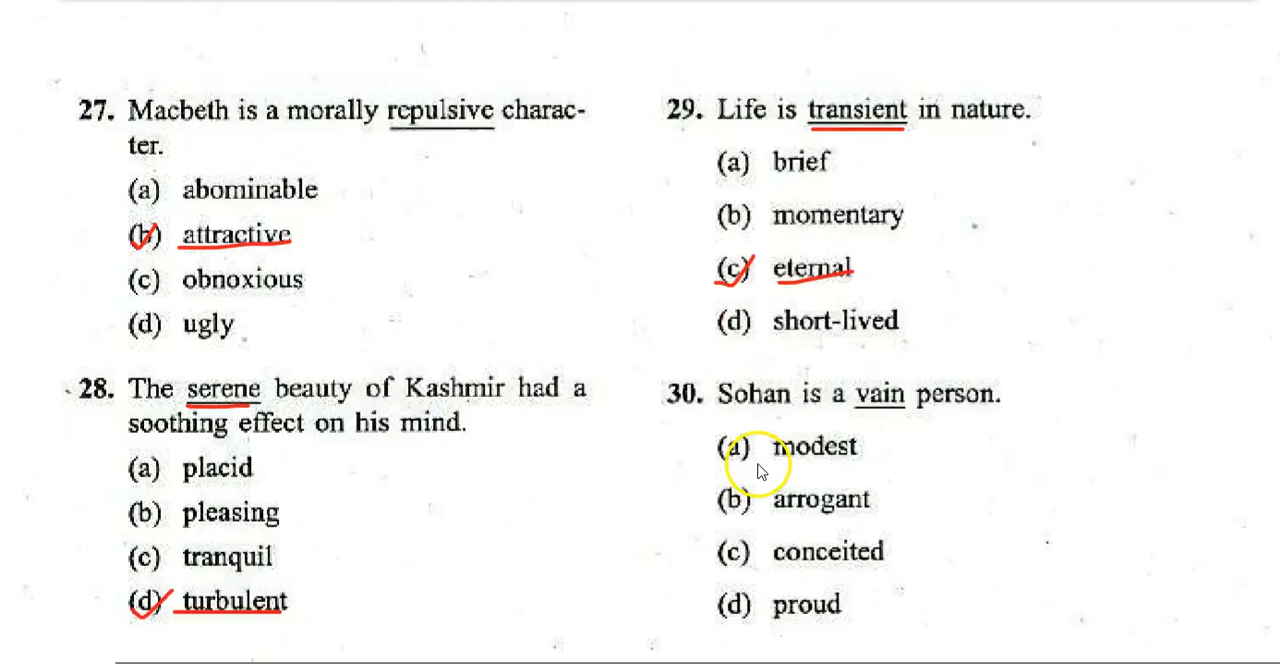 27. Macbeth is a morally repulsive charac-
ter.
(a) abominable
(b) attractive
(c) obnoxious
(d) ugly
28. The serene beauty of Kashmir had a
soothing effect on his mind.
(a) placid
(b) pleasing
(c) tranquil
(d) turbulent
29. Life is transient in nature.
(a) brief
(b) momentary
(c) eternal
(d) short-lived
30. Sohan is a vain person.
(a) modest
(b) arrogant
(c) conceited
(d) proud